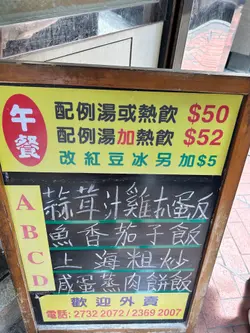 午餐
配例湯或熱飲 $50
配例湯加熱飲 $52
改紅豆冰另加$5
A 蒜茸汁雞扒蛋飯
B 魚香茄子飯
C 上海粗炒
D 咸蛋蒸肉餅飯
歡迎外賣
電話: 2732 2072 / 2369 2007